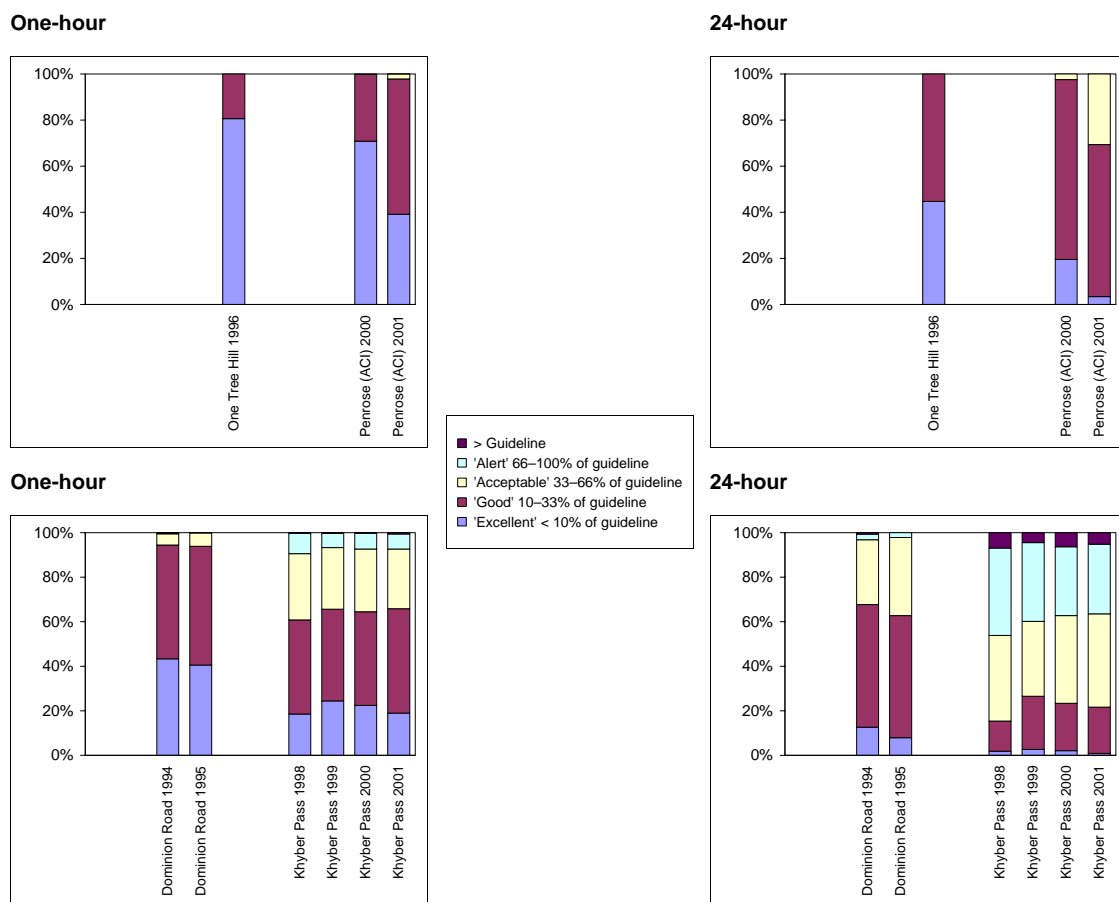 One-hour
100%
80%
60%
40%
20%
0%
One Tree Hill 1996
Penrose (ACI) 2000
Penrose (ACI) 2001
24-hour
100%
80%
60%
40%
20%
0%
One Tree Hill 1996
Penrose (ACI) 2000
Penrose (ACI) 2001
> Guideline
'Alert' 66–100% of guideline
'Acceptable' 33–66% of guideline
'Good' 10–33% of guideline
'Excellent' < 10% of guideline
One-hour
100%
80%
60%
40%
20%
0%
Dominion Road 1994
Dominion Road 1995
Khyber Pass 1998
Khyber Pass 1999
Khyber Pass 2000
Khyber Pass 2001
24-hour
100%
80%
60%
40%
20%
0%
Dominion Road 1994
Dominion Road 1995
Khyber Pass 1998
Khyber Pass 1999
Khyber Pass 2000
Khyber Pass 2001